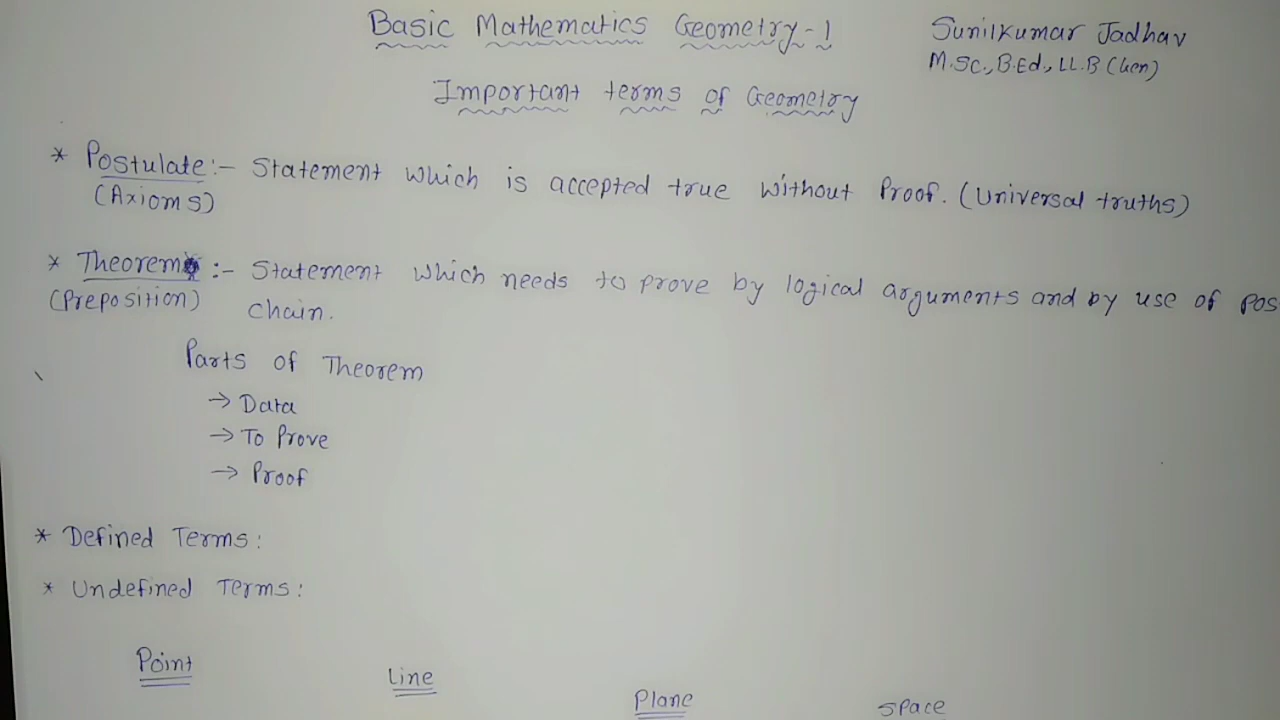 Basic Mathematics Geometry-1
Sunilkumar Jadhav
M.Sc., B.Ed., LL.B (Gen)
Important terms of Geometry
* Postulate:- Statement which is accepted true without Proof. (Universal truths)
(Axioms)
* Theorem :- Statement which needs to prove by logical arguments and by use of pos
(Preposition) chain.
Parts of Theorem
→ Data
→ To Prove
→ Proof
* Defined Terms:
* Undefined Terms:
Point
Line
Plane
Space